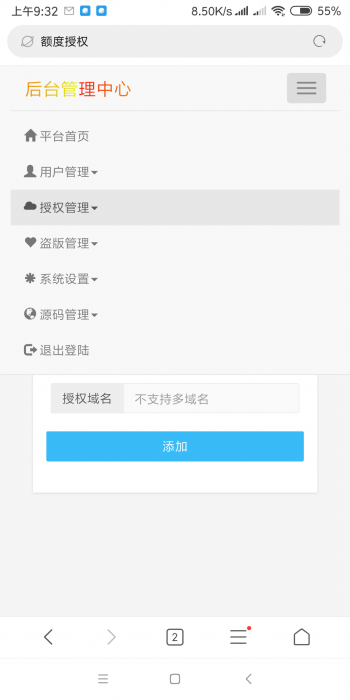 上午9:32 8.50K/s 55%
额度授权
后台管理中心
平台首页
用户管理
授权管理
盗版管理
系统设置
源码管理
退出登陆
授权域名 不支持多域名
添加
2